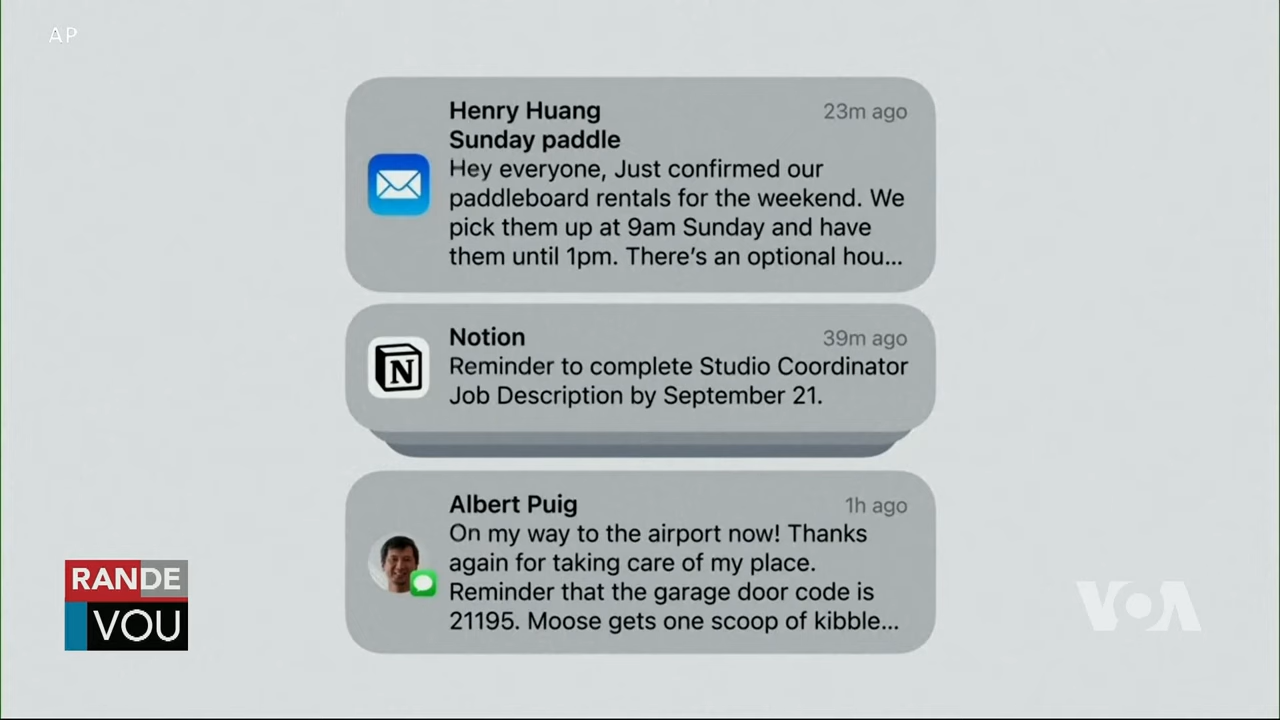 AP
Henry Huang 23m ago
Sunday paddle
Hey everyone, Just confirmed our
paddleboard rentals for the weekend. We
pick them up at 9am Sunday and have
them until 1pm. There's an optional hou...
N
Notion 39m ago
Reminder to complete Studio Coordinator
Job Description by September 21.
Albert Puig 1h ago
On my way to the airport now! Thanks
again for taking care of my place.
Reminder that the garage door code is
21195. Moose gets one scoop of kibble...
RANDE
VOU
VOA